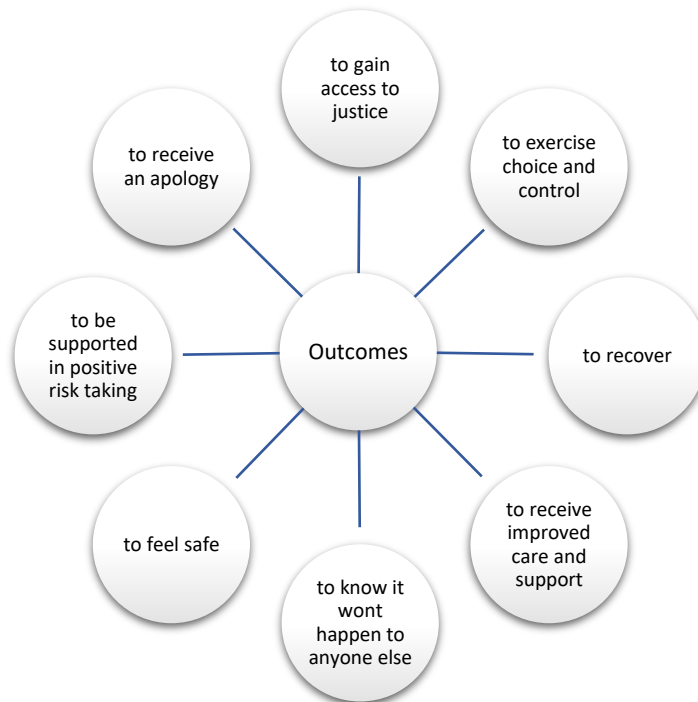 to gain
access to
justice
to exercise
choice and
control
to recover
to receive
improved
care and
support
to know it
wont
happen to
anyone else
to feel safe
to be
supported
in positive
risk taking
to receive
an apology
Outcomes